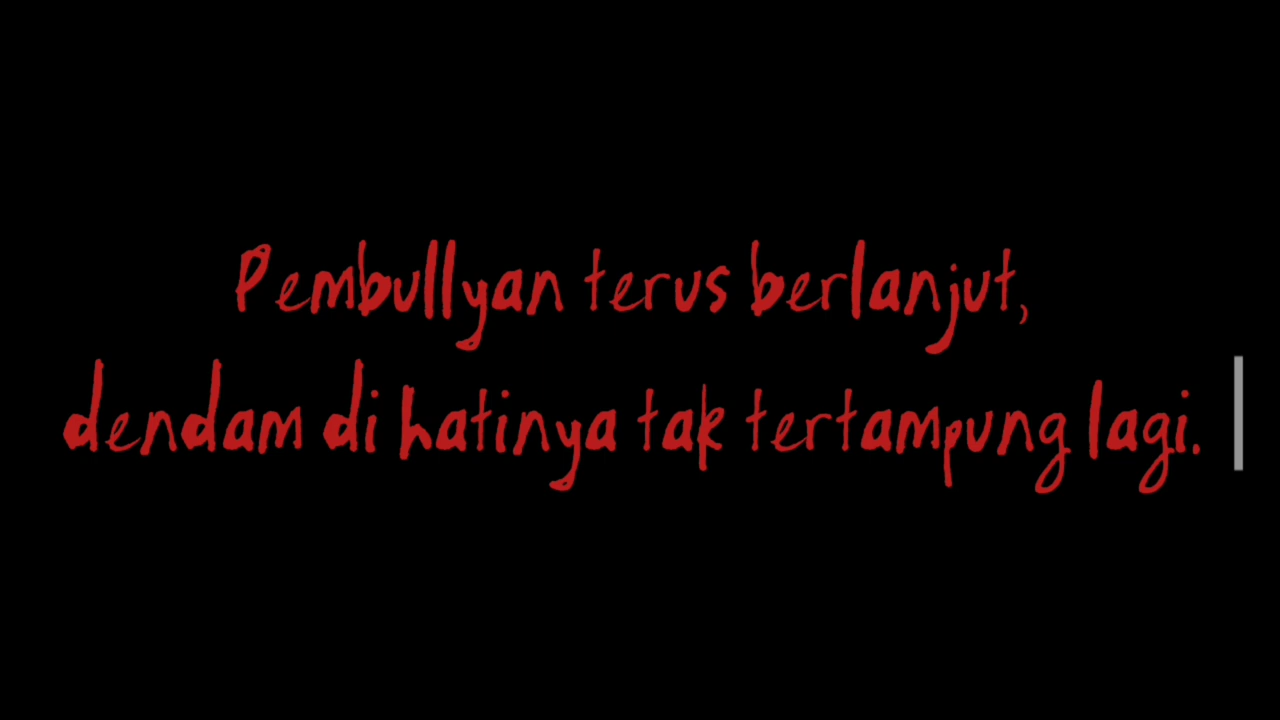 Pembullyan terus berlanjut,
dendam di hatinya tak tertampung lagi.